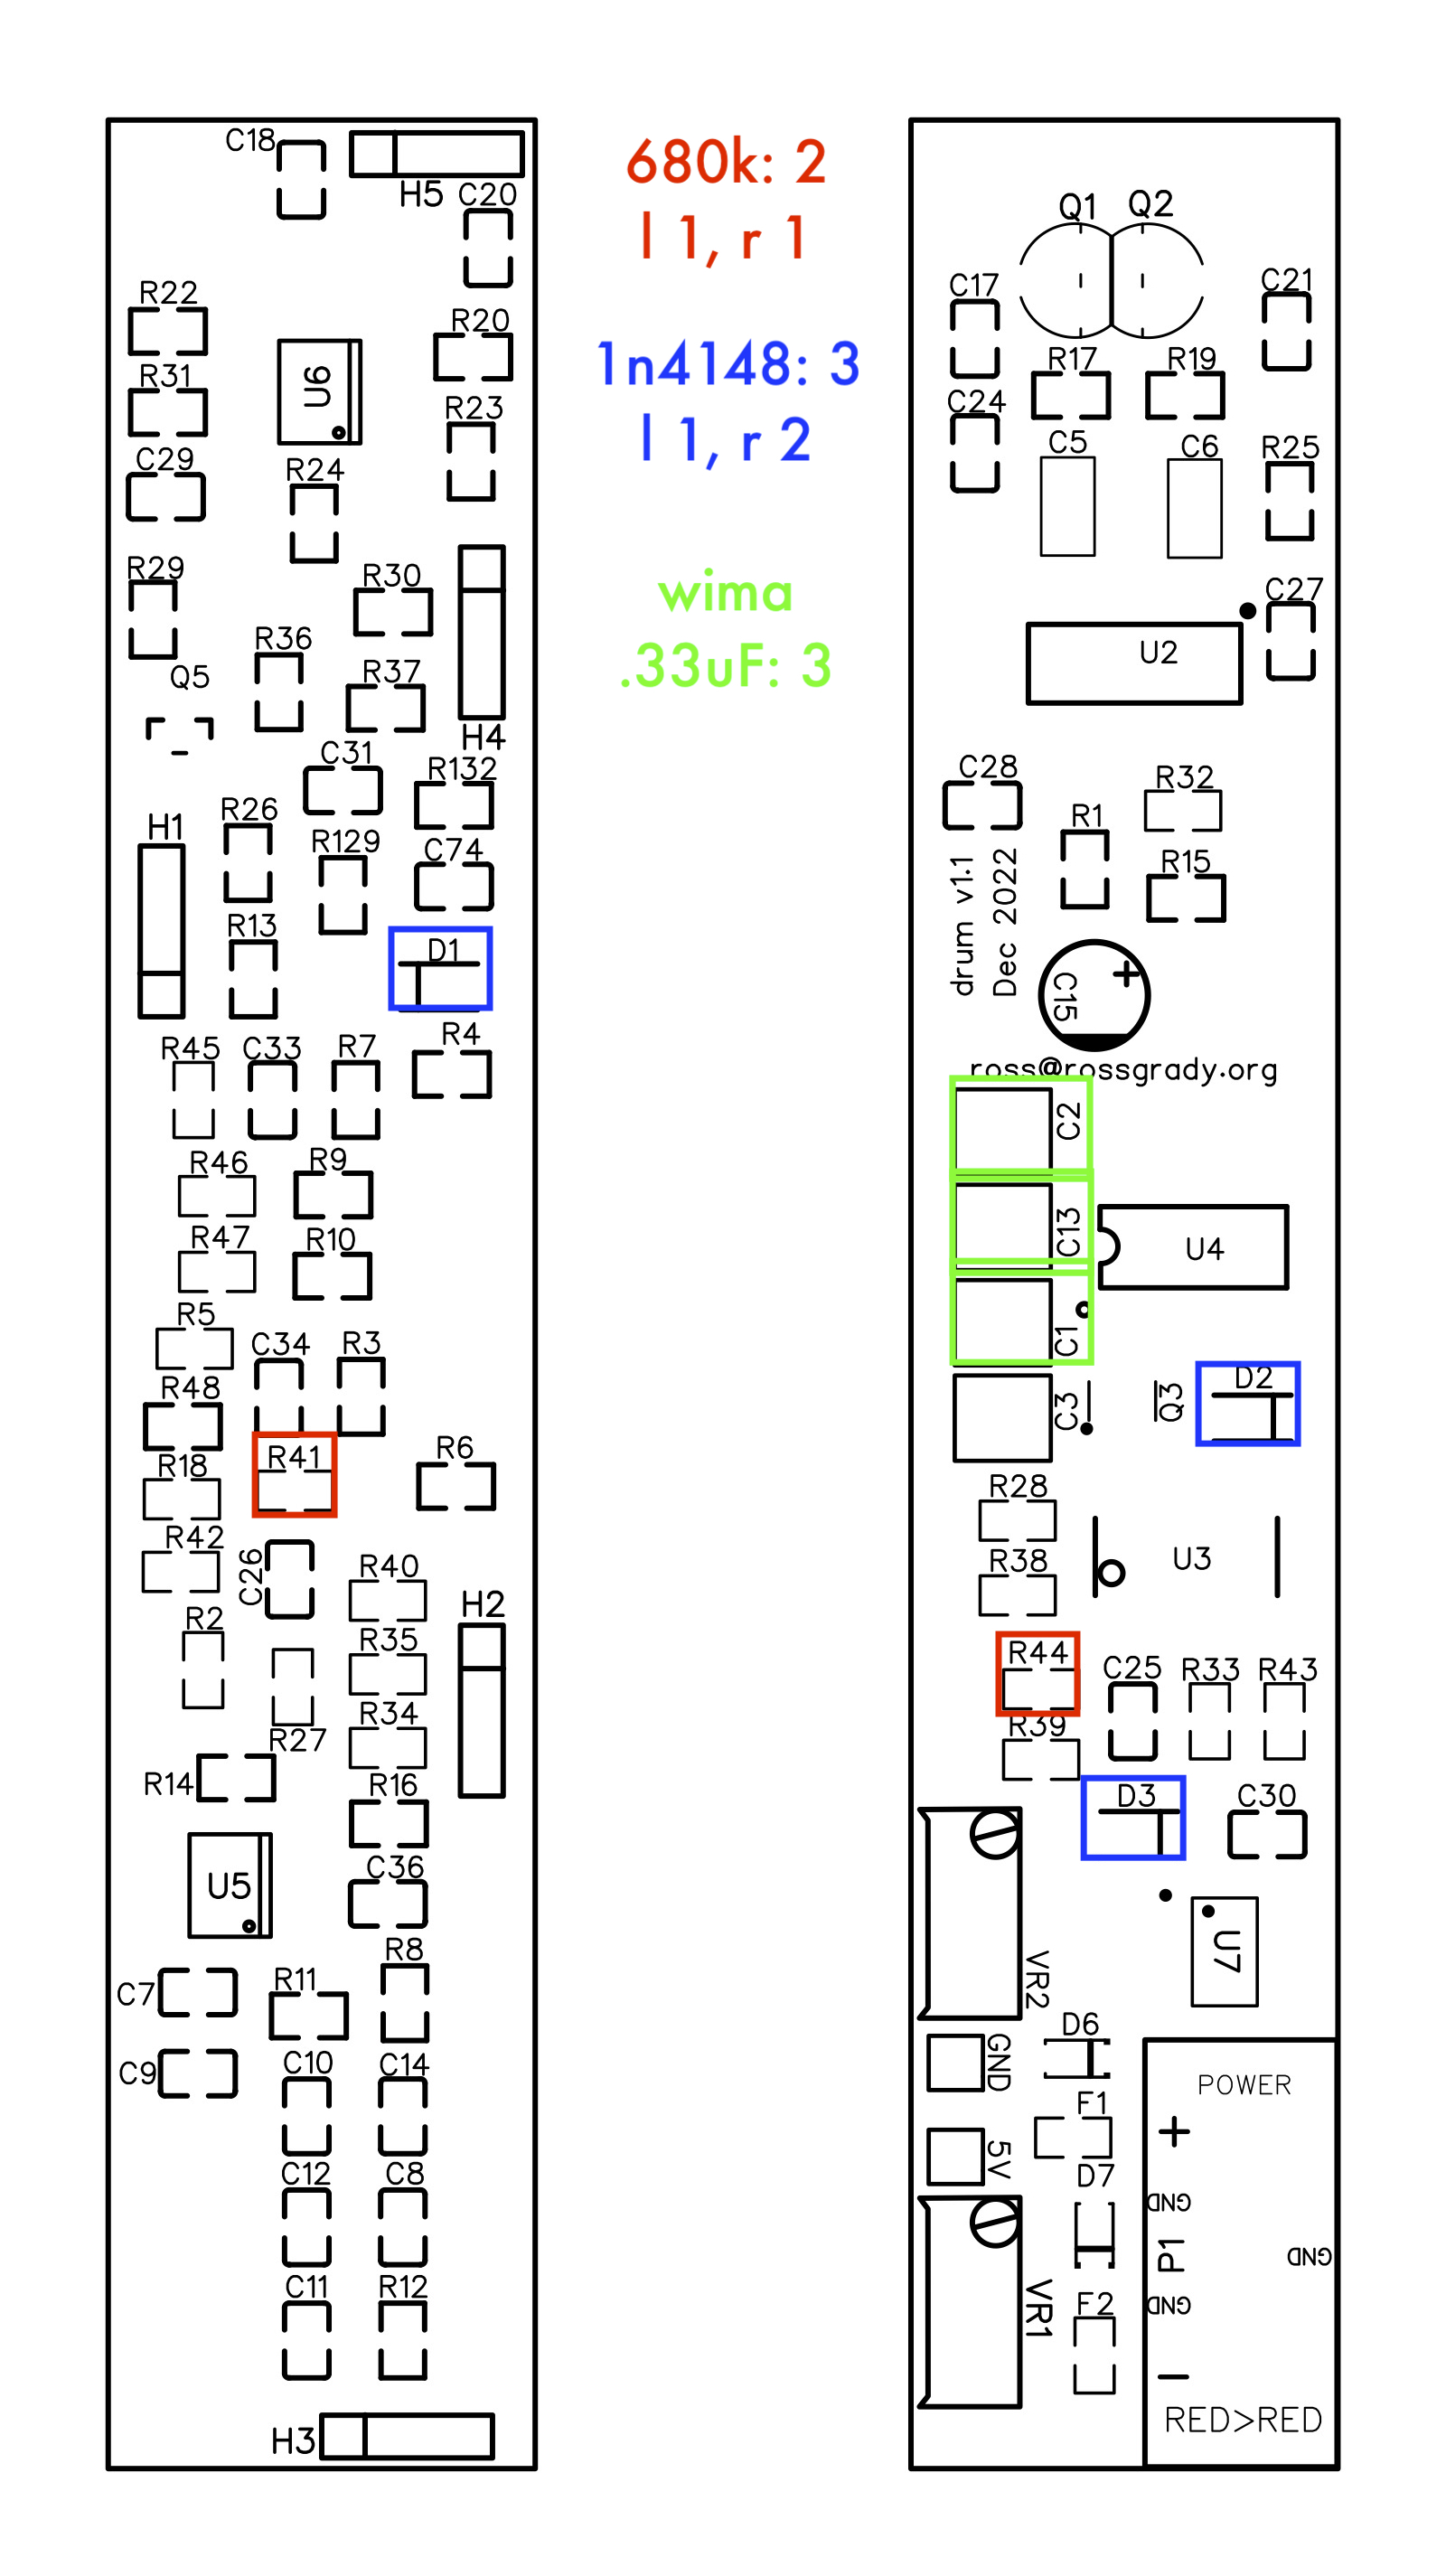 C18
H5
C20
R22
R20
R31
U6
R23
C29
R24
R29
R30
R36
Q5
R37
H4
C31
R132
R26
H1
R129
C74
R13
D1
R45
C33
R7
R4
R46
R9
R47
R10
R5
C34
R3
R48
R41
R6
R18
R42
C26
R40
H2
R2
R35
R34
R27
R14
R16
C36
U5
R8
C7
R11
C10
C14
C9
C12
C8
C11
R12
H3
680k: 2
l 1, r 1
1n4148: 3
l 1, r 2
wima
.33uF: 3
Q1
Q2
C17
C21
R17
R19
C24
C5
C6
R25
C27
U2
C28
R32
R1
R15
drum v1.1
Dec 2022
C15
+
ross@rossgrady.org
C2
C13
U4
C1
D2
C3
Q3
R28
R38
U3
R44
C25
R33
R43
R39
D3
C30
U7
VR2
D6
GND
POWER
F1
+
5V
D7
GND
P1
GND
VR1
F2
GND
−
RED>RED